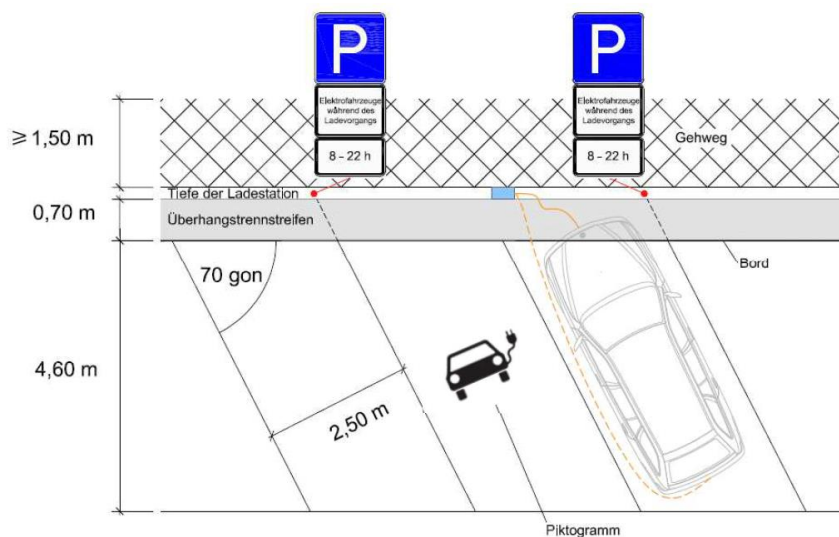 P
P
Elektrofahrzeuge
während des
Ladevorgangs
Elektrofahrzeuge
während des
Ladevorgangs
8 - 22 h
8 - 22 h
⩾ 1,50 m
Gehweg
Tiefe der Ladestation
0,70 m
Überhangstrennstreifen
70 gon
Bord
4,60 m
2,50 m
Piktogramm